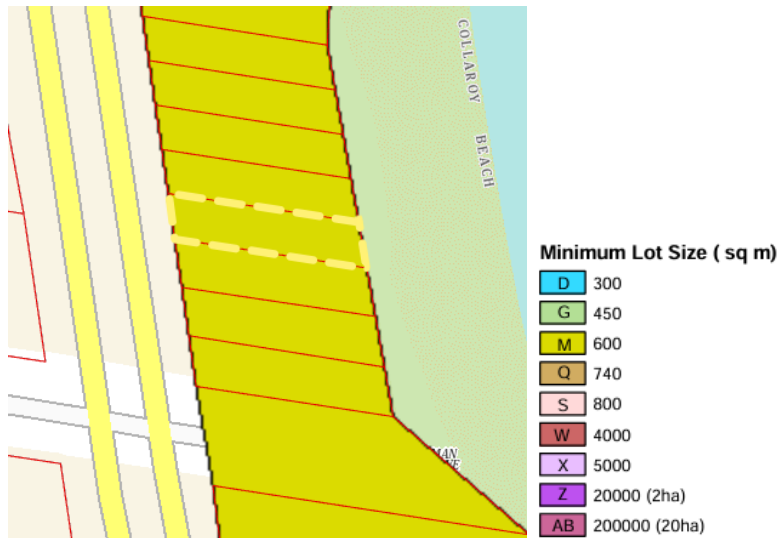 COLLAROY BEACH
Minimum Lot Size ( sq m)
D 300
G 450
M 600
Q 740
S 800
W 4000
X 5000
Z 20000 (2ha)
AB 200000 (20ha)